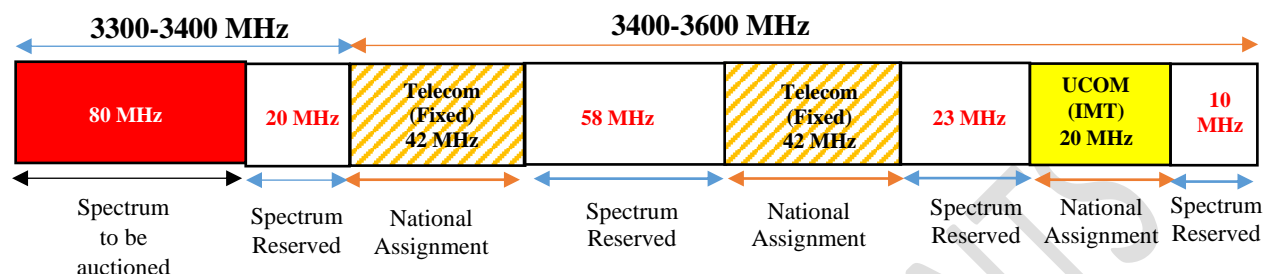 3300-3400 MHz
3400-3600 MHz
80 MHz
20 MHz
Telecom
(Fixed)
42 MHz
58 MHz
Telecom
(Fixed)
42 MHz
23 MHz
UCOM
(IMT)
20 MHz
10
MHz
Spectrum
to be
auctioned
Spectrum
Reserved
National
Assignment
Spectrum
Reserved
National
Assignment
Spectrum
Reserved
National
Assignment
Spectrum
Reserved